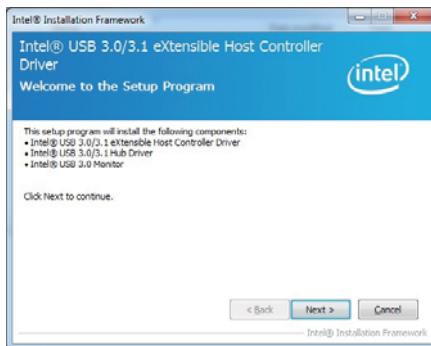 Intel® Installation Framework
Intel® USB 3.0/3.1 eXtensible Host Controller
Driver
Welcome to the Setup Program
intel
This setup program will install the following components:
• Intel® USB 3.0/3.1 eXtensible Host Controller Driver
• Intel® USB 3.0/3.1 Hub Driver
• Intel® USB 3.0 Monitor
Click Next to continue.
< Back Next > Cancel
Intel® Installation Framework